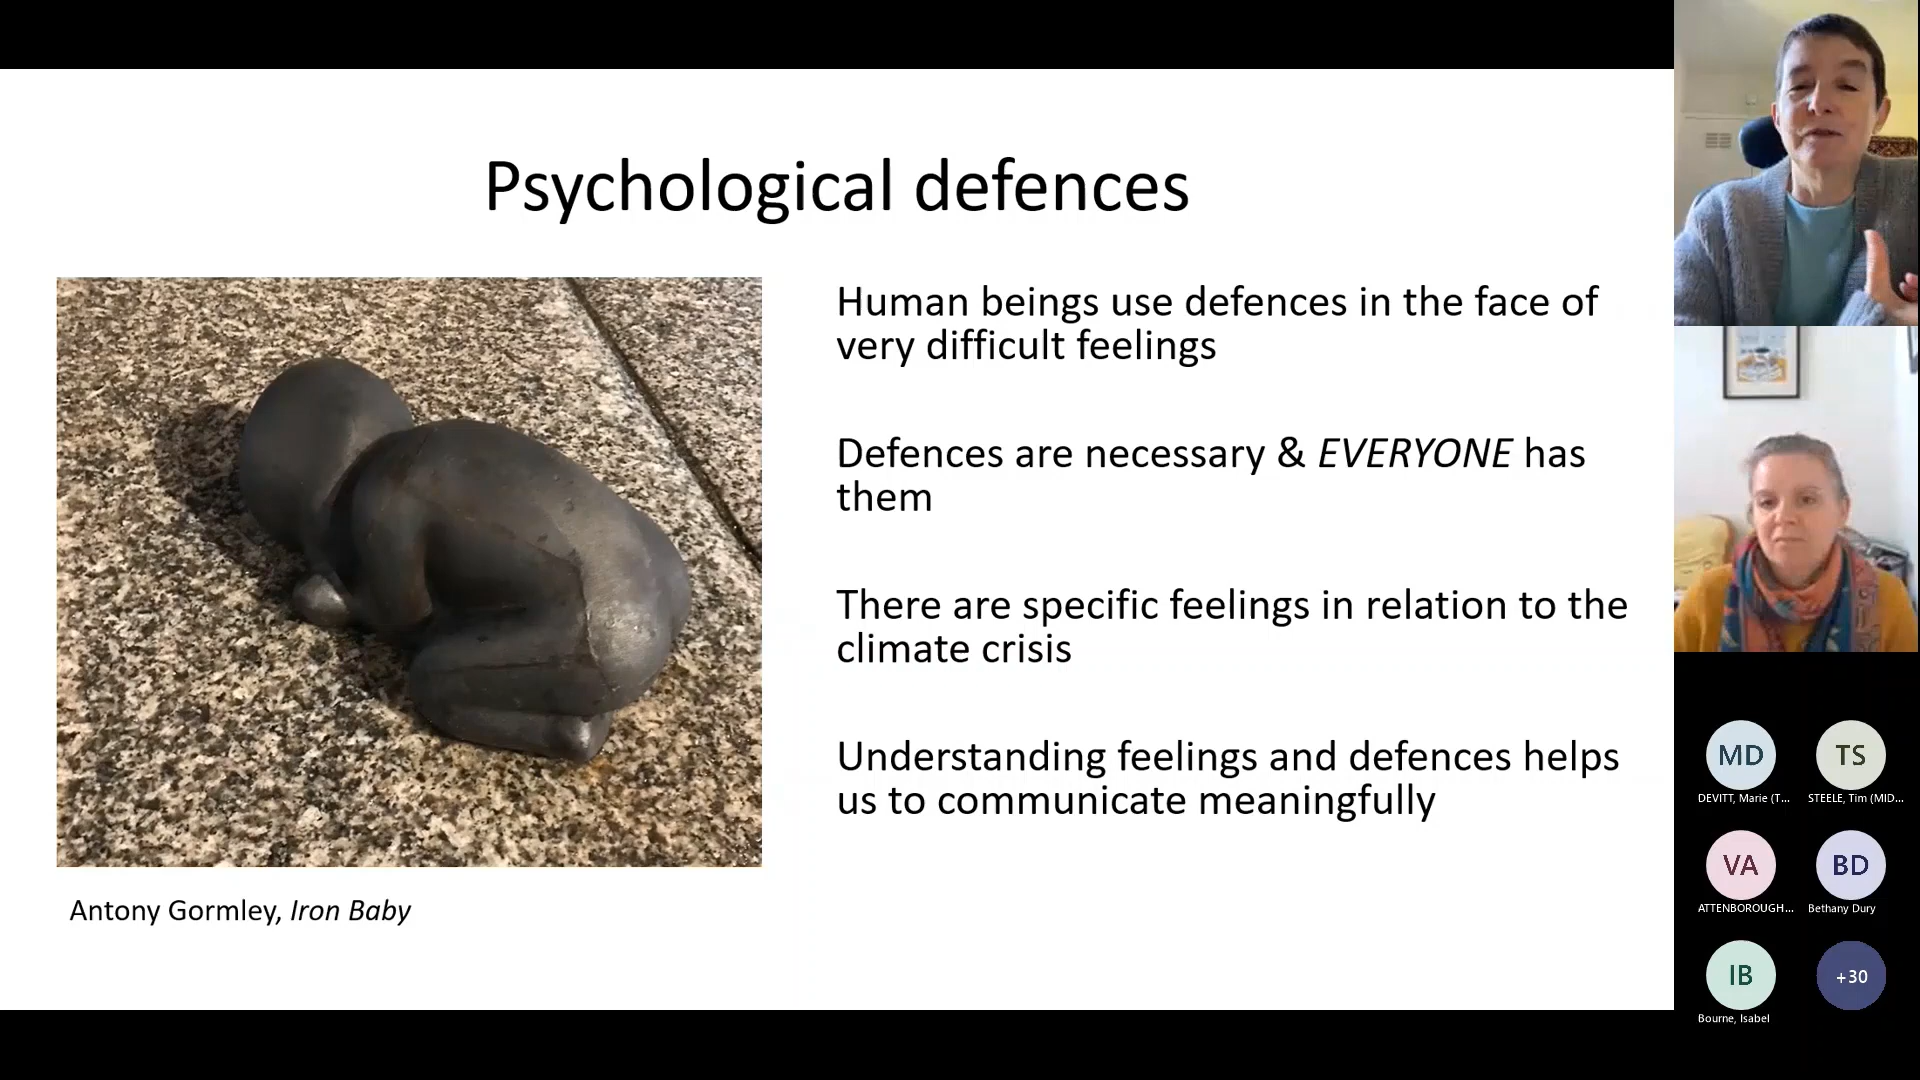 Psychological defences
Human beings use defences in the face of
very difficult feelings
Defences are necessary & EVERYONE has
them
There are specific feelings in relation to the
climate crisis
Understanding feelings and defences helps
us to communicate meaningfully
Antony Gormley, Iron Baby
MD
DEVITT, Marie (T...
TS
STEELE, Tim (MID...
VA
ATTENBOROUGH...
BD
Bethany Dury
IB
Bourne, Isabel
+30